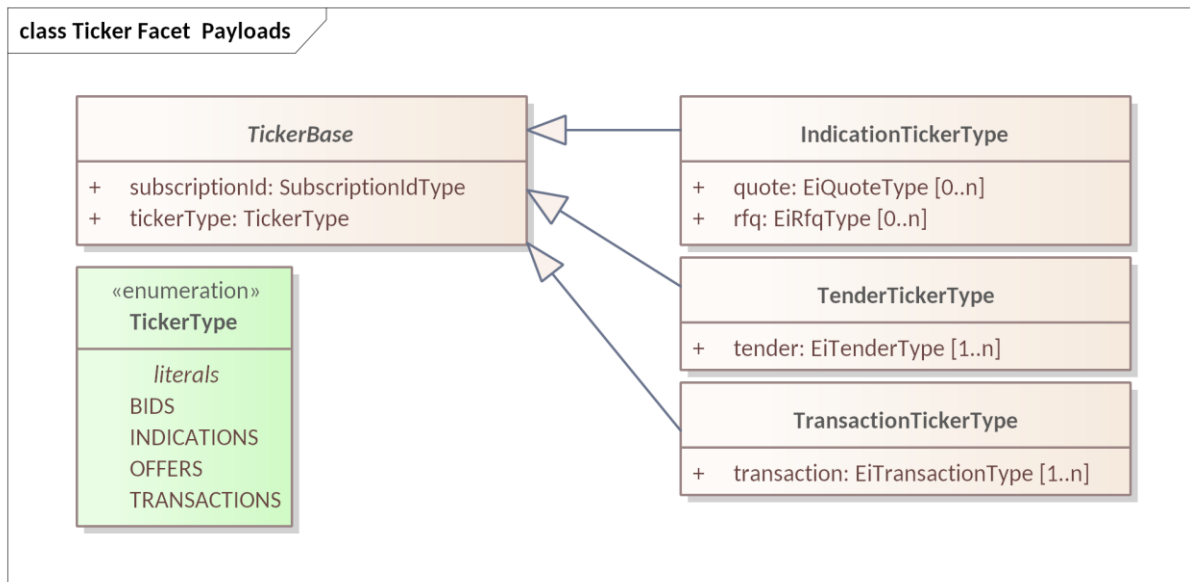 class Ticker Facet Payloads
TickerBase
+ subscriptionId: SubscriptionIdType
+ tickerType: TickerType
«enumeration»
TickerType
literals
BIDS
INDICATIONS
OFFERS
TRANSACTIONS
IndicationTickerType
+ quote: EiQuoteType [0..n]
+ rfq: EiRfqType [0..n]
TenderTickerType
+ tender: EiTenderType [1..n]
TransactionTickerType
+ transaction: EiTransactionType [1..n]